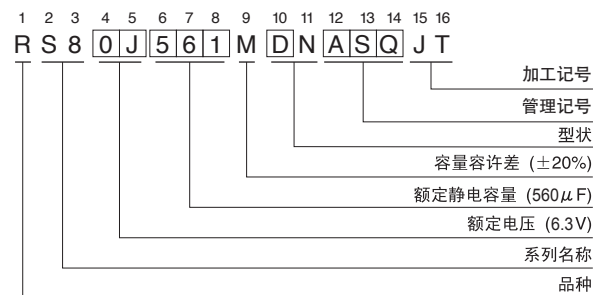 1 2 3 4 5 6 7 8 9 10 11 12 13 14 15 16
R S 8 0 J 5 6 1 M D N A S Q J T
加工记号
管理记号
型状
容量容许差 (±20%)
额定静电容量 (560μF)
额定电压 (6.3V)
系列名称
品种